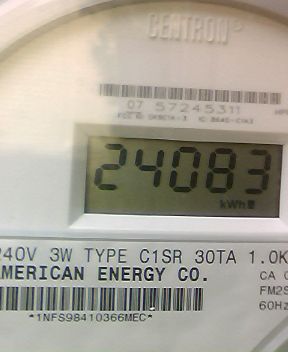 CENTRON®
07 57245311
24083
kWh
240V 3W TYPE C1SR 30TA 1.0K
AMERICAN ENERGY CO.
CA
FM2S
60Hz
*1NFS98410366MEC*